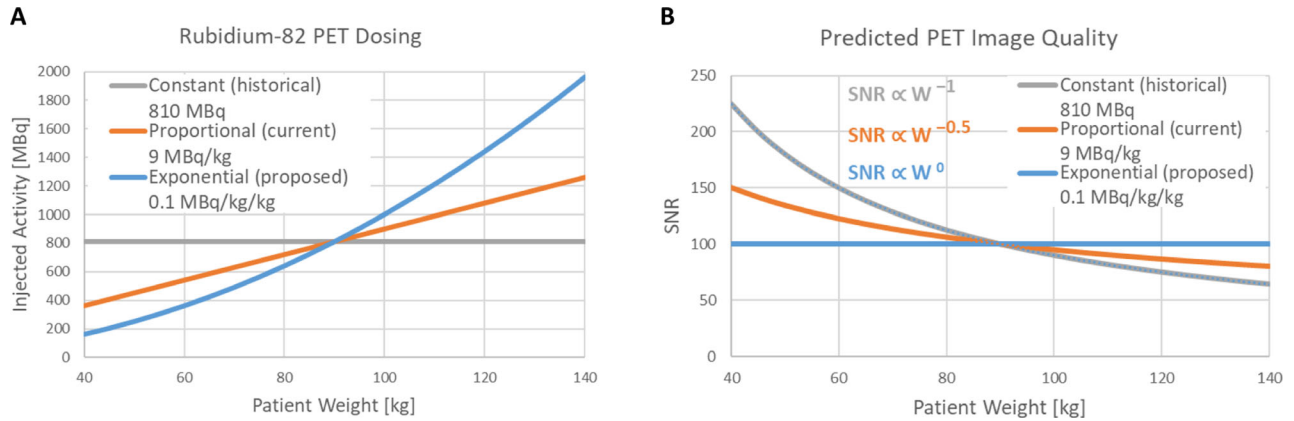 A
Rubidium-82 PET Dosing
Injected Activity [MBq]
2000
1800
1600
1400
1200
1000
800
600
400
200
0
Constant (historical)
810 MBq
Proportional (current)
9 MBq/kg
Exponential (proposed)
0.1 MBq/kg/kg
40 60 80 100 120 140
Patient Weight [kg]
B
Predicted PET Image Quality
SNR
250
200
150
100
50
0
SNR ∝ W⁻¹
SNR ∝ W⁻⁰·⁵
SNR ∝ W⁰
Constant (historical)
810 MBq
Proportional (current)
9 MBq/kg
Exponential (proposed)
0.1 MBq/kg/kg
40 60 80 100 120 140
Patient Weight [kg]